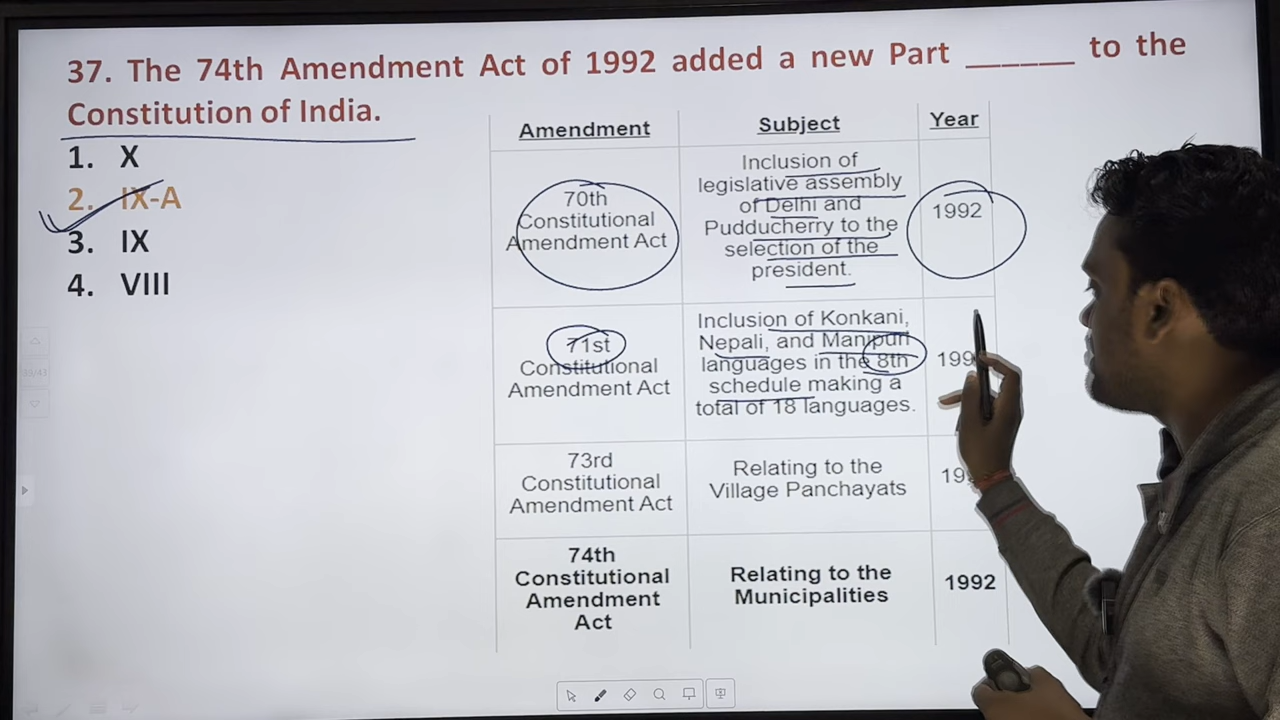 37. The 74th Amendment Act of 1992 added a new Part ______ to the
Constitution of India.
1. X
2. IX-A
3. IX
4. VIII
Amendment Subject Year
70th
Constitutional
Amendment Act
Inclusion of
legislative assembly
of Delhi and
Pudducherry to the
selection of the
president.
1992
71st
Constitutional
Amendment Act
Inclusion of Konkani,
Nepali, and Manipuri
languages in the 8th
schedule making a
total of 18 languages.
73rd
Constitutional
Amendment Act
Relating to the
Village Panchayats
74th
Constitutional
Amendment
Act
Relating to the
Municipalities
1992